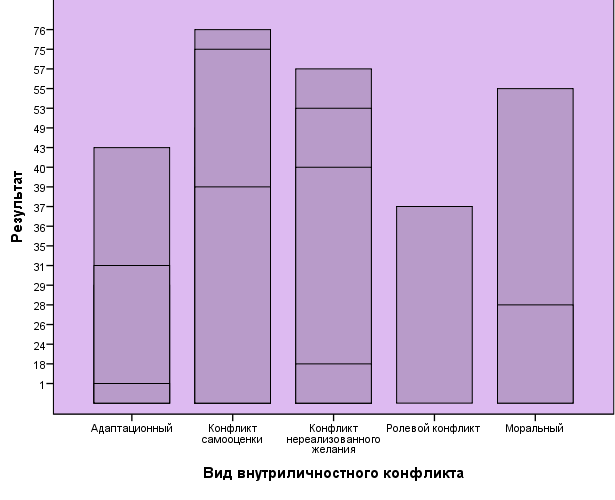 76
75
57
55
53
49
43
40
39
37
36
35
31
29
28
26
24
18
1
Результат
Адаптационный
Конфликт
самооценки
Конфликт
нереализованного
желания
Ролевой конфликт
Моральный
Вид внутриличностного конфликта